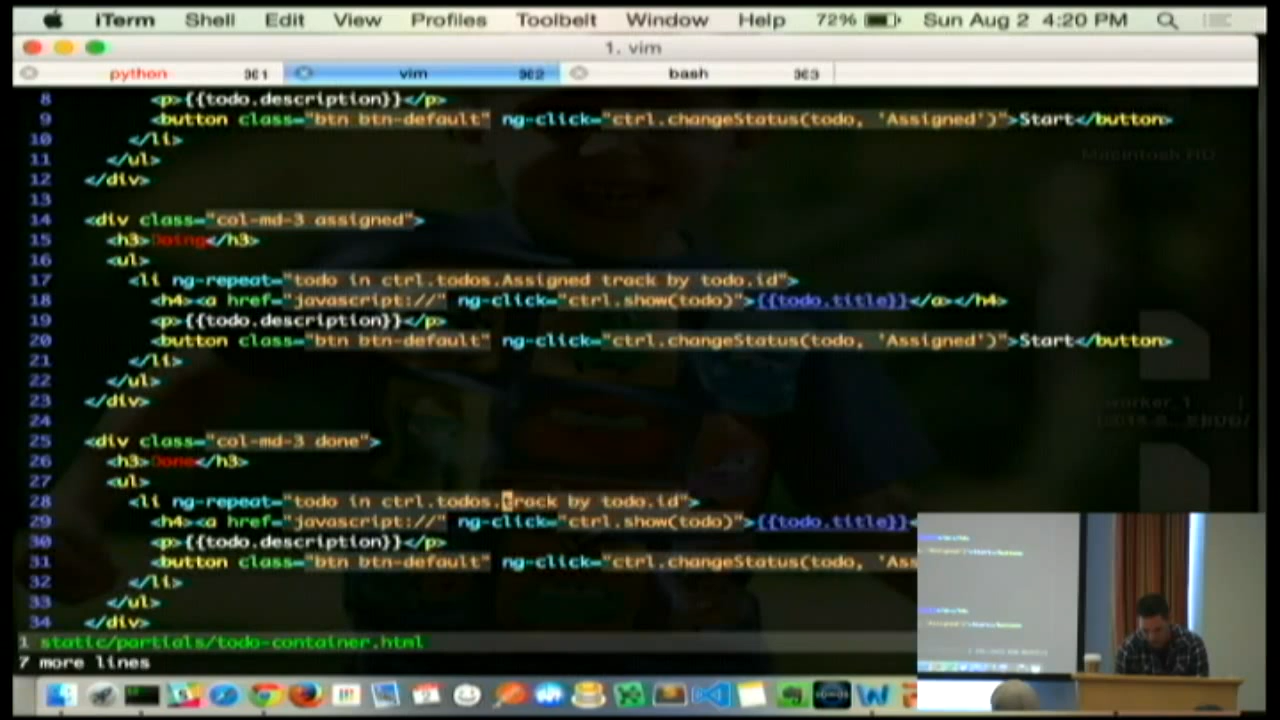 iTerm Shell Edit View Profiles Toolbelt Window Help 72% Sun Aug 2 4:20 PM
1. vim
python ⌘1 vim ⌘2 bash ⌘3
8 <p>{{todo.description}}</p>
9 <button class="btn btn-default" ng-click="ctrl.changeStatus(todo, 'Assigned')">Start</button>
10 </li>
11 </ul>
12 </div>
13
14 <div class="col-md-3 assigned">
15 <h3>Doing</h3>
16 <ul>
17 <li ng-repeat="todo in ctrl.todos.Assigned track by todo.id">
18 <h4><a href="javascript://" ng-click="ctrl.show(todo)">{{todo.title}}</a></h4>
19 <p>{{todo.description}}</p>
20 <button class="btn btn-default" ng-click="ctrl.changeStatus(todo, 'Assigned')">Start</button>
21 </li>
22 </ul>
23 </div>
24
25 <div class="col-md-3 done">
26 <h3>Done</h3>
27 <ul>
28 <li ng-repeat="todo in ctrl.todos.track by todo.id">
29 <h4><a href="javascript://" ng-click="ctrl.show(todo)">{{todo.title}}<
30 <p>{{todo.description}}</p>
31 <button class="btn btn-default" ng-click="ctrl.changeStatus(todo, 'Ass
32 </li>
33 </ul>
34 </div>
1 static/partials/todo-container.html
7 more lines
Macintosh HD